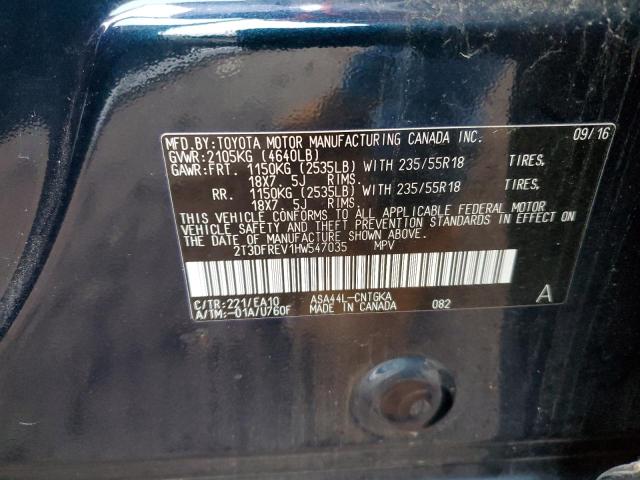 MFD.BY:TOYOTA MOTOR MANUFACTURING CANADA INC. 09/16
GVWR:2105KG (4640LB)
GAWR:FRT. 1150KG (2535LB) WITH 235/55R18 TIRES,
18X7. 5J RIMS.
RR. 1150KG (2535LB) WITH 235/55R18 TIRES,
18X7. 5J RIMS.
THIS VEHICLE CONFORMS TO ALL APPLICABLE FEDERAL MOTOR
VEHICLE SAFETY AND THEFT PREVENTION STANDARDS IN EFFECT ON
THE DATE OF MANUFACTURE SHOWN ABOVE.
2T3DFREV1HW547035 MPV
C/TR:221/EA10 ASA44L-CNTGKA A
A/TM:-01A/U760F MADE IN CANADA 082